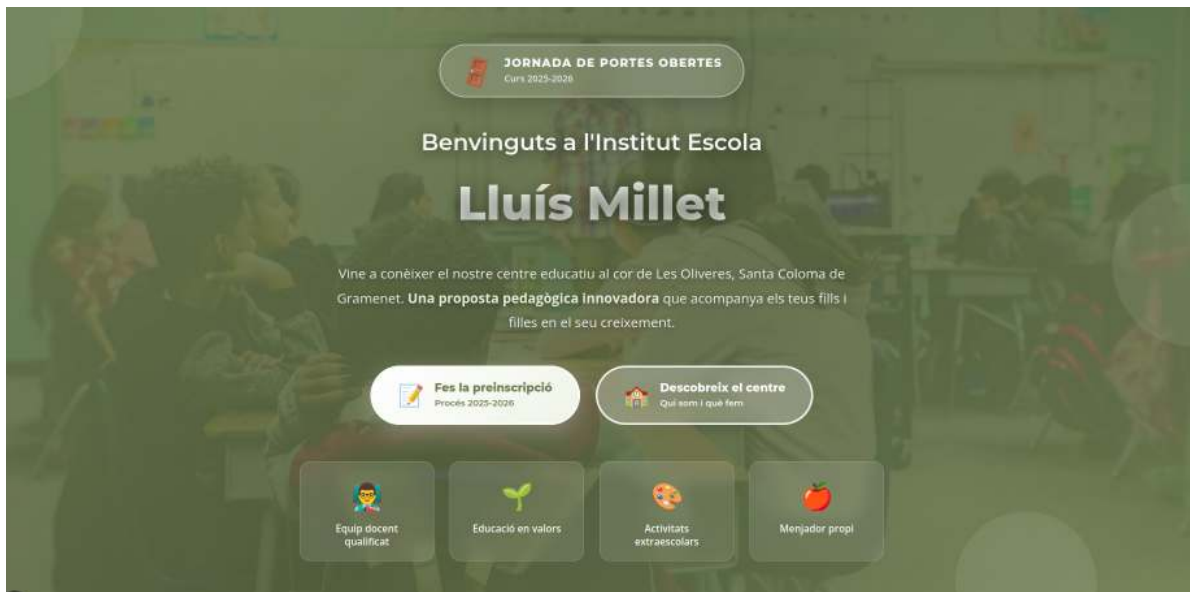 JORNADA DE PORTES OBERTES
Curs 2025-2026
Benvinguts a l'Institut Escola
Lluís Millet
Vine a conèixer el nostre centre educatiu al cor de Les Oliveres, Santa Coloma de
Gramenet. Una proposta pedagògica innovadora que acompanya els teus fills i
filles en el seu creixement.
Fes la preinscripció
Procés 2025-2026
Descobreix el centre
Qui som i què fem
Equip docent
qualificat
Educació en valors
Activitats
extraescolars
Menjador propi